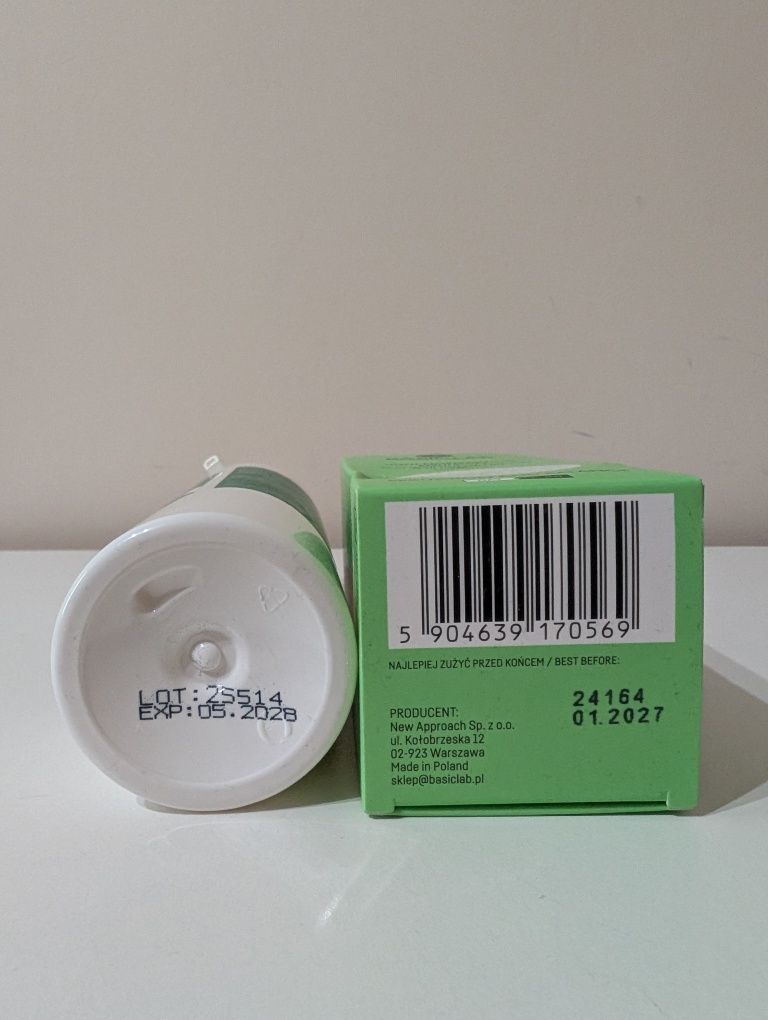 LOT:25514
EXP:05.2028
5 904639 170569
NAJLEPIEJ ZUŻYĆ PRZED KOŃCEM / BEST BEFORE:
24164
01.2027
PRODUCENT:
New Approach Sp. z o.o.
ul. Kołobrzeska 12
02-923 Warszawa
Made in Poland
sklep@basiclab.pl